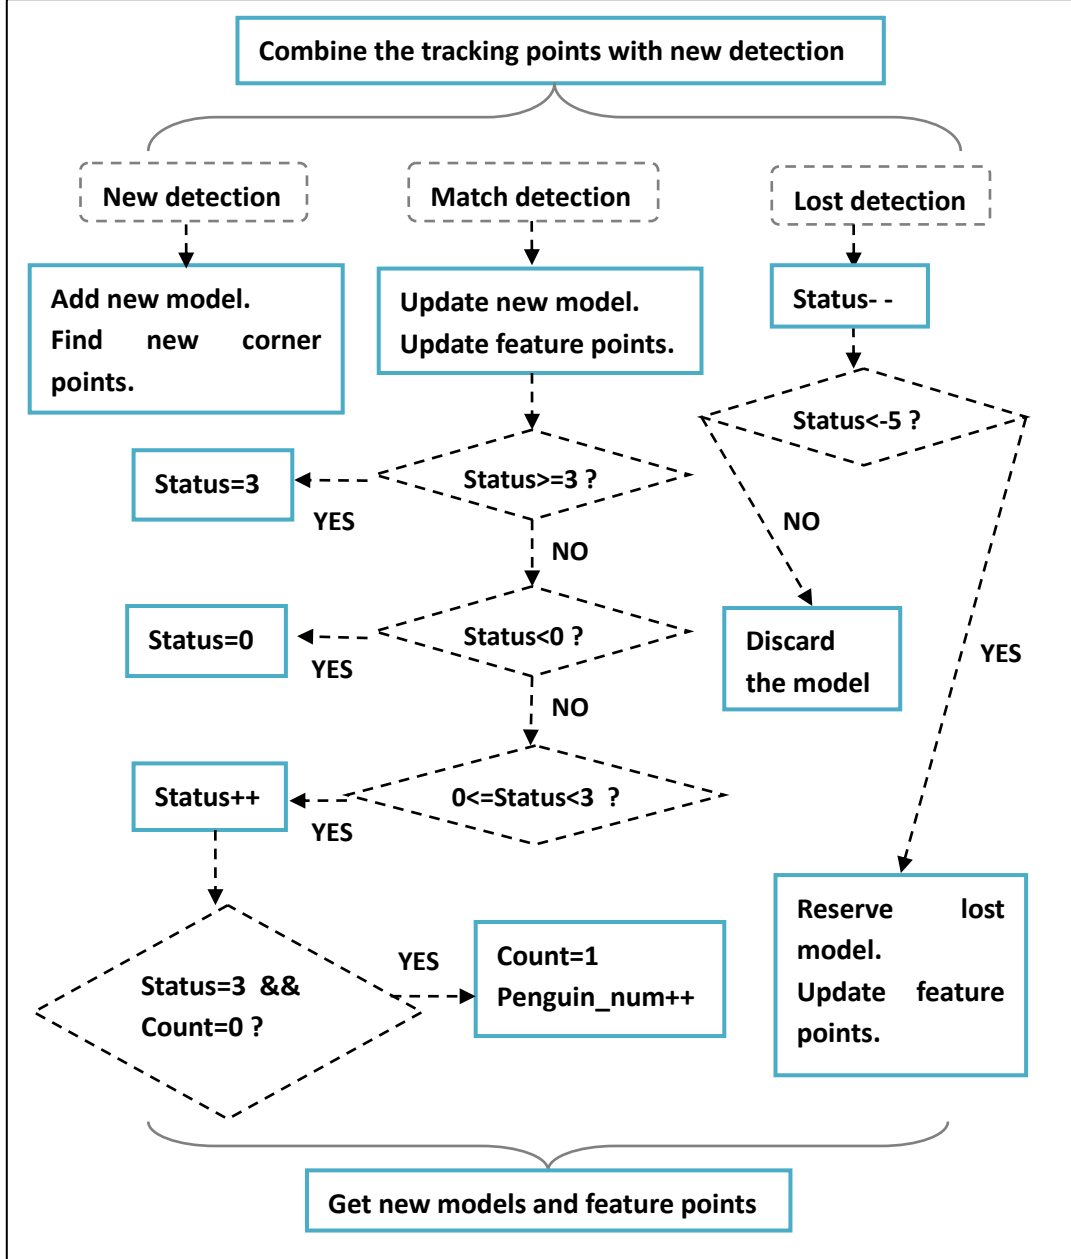 Combine the tracking points with new detection
New detection
Match detection
Lost detection
Add new model.
Find new corner
points.
Update new model.
Update feature points.
Status- -
Status<-5 ?
Status>=3 ?
Status=3
YES
NO
NO
Status<0 ?
Status=0
YES
NO
Discard
the model
YES
0<=Status<3 ?
Status++
YES
Status=3 &&
Count=0 ?
YES
Count=1
Penguin_num++
Reserve lost
model.
Update feature
points.
Get new models and feature points